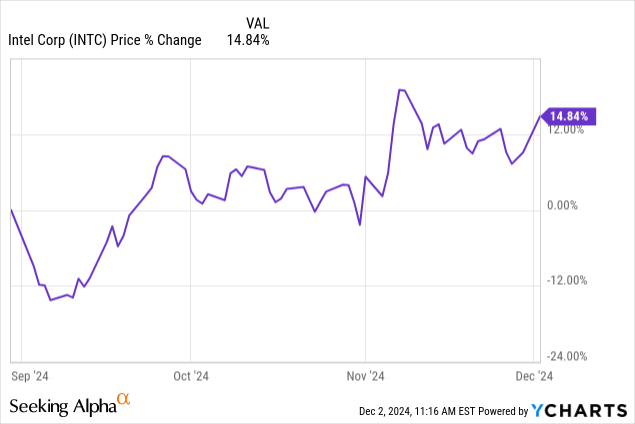 VAL
Intel Corp (INTC) Price % Change 14.84%
14.84%
12.00%
0.00%
-12.00%
-24.00%
Sep '24 Oct '24 Nov '24 Dec '24
Seeking Alphaα
Dec 2, 2024, 11:16 AM EST Powered by YCHARTS